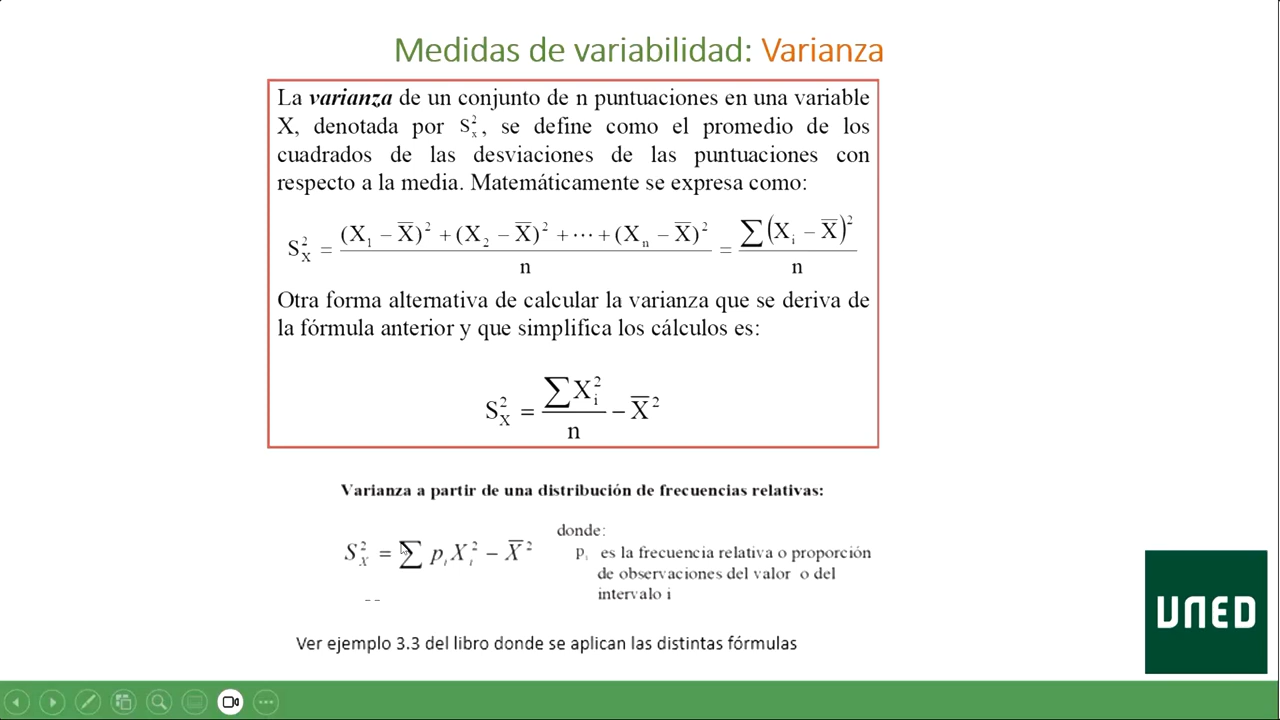 Medidas de variabilidad: Varianza
La varianza de un conjunto de n puntuaciones en una variable
X, denotada por S²ₓ, se define como el promedio de los
cuadrados de las desviaciones de las puntuaciones con
respecto a la media. Matemáticamente se expresa como:
S²_X = ((X₁ − X̅)² + (X₂ − X̅)² + ⋯ + (Xₙ − X̅)²) / n = ∑(Xᵢ − X̅)² / n
Otra forma alternativa de calcular la varianza que se deriva de
la fórmula anterior y que simplifica los cálculos es:
S²_X = ∑Xᵢ² / n − X̅²
Varianza a partir de una distribución de frecuencias relativas:
S²_X = ∑ pᵢXᵢ² − X̅²
donde:
pᵢ es la frecuencia relativa o proporción
de observaciones del valor o del
intervalo i
Ver ejemplo 3.3 del libro donde se aplican las distintas fórmulas
UNED